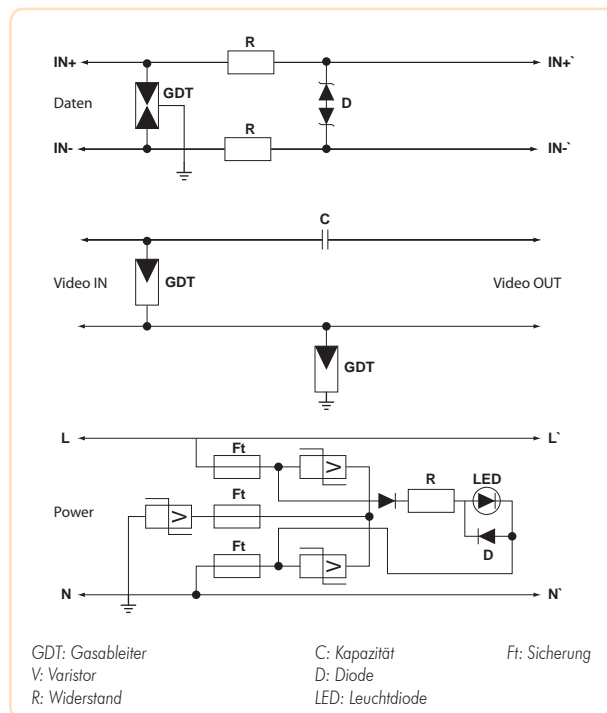 R
IN+ IN+`
GDT
Daten D
R
IN- IN-`
C
Video IN GDT Video OUT
GDT
L L`
Ft
V R LED
Ft
Power V
Ft D
V
N N`
GDT: Gasableiter C: Kapazität Ft: Sicherung
V: Varistor D: Diode
R: Widerstand LED: Leuchtdiode